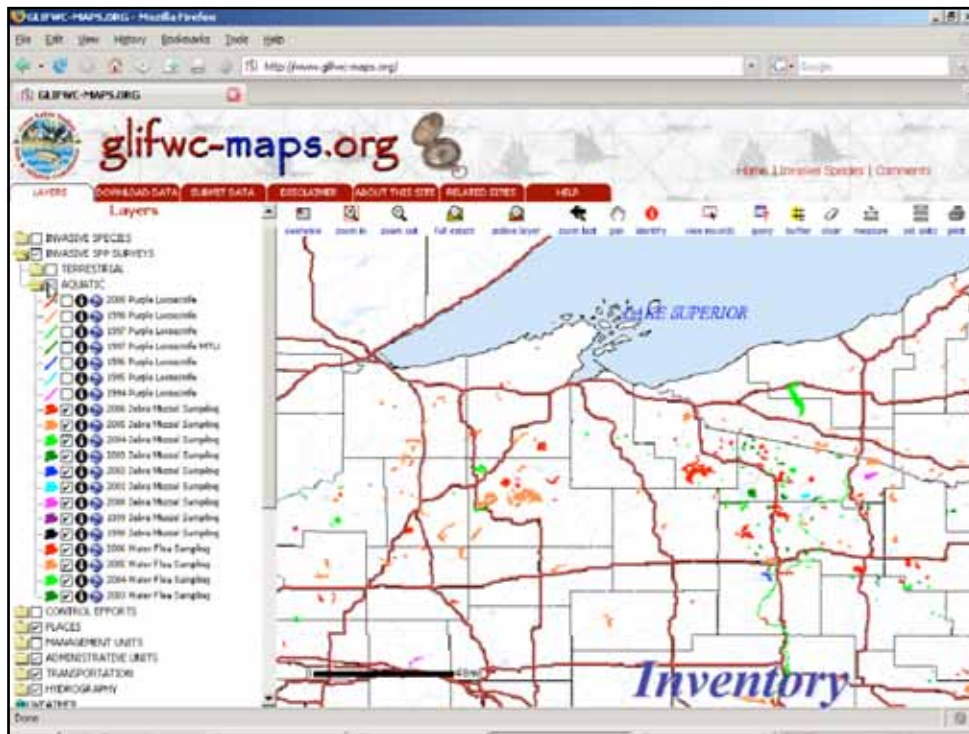 GLIFWC-MAPS.ORG - Mozilla Firefox
File Edit View History Bookmarks Tools Help
http://www.glifwc-maps.org/
Google
GLIFWC-MAPS.ORG
glifwc-maps.org
Home | Invasive Species | Comments
LAYERS DOWNLOAD DATA SUBMIT DATA DISCLAIMER ABOUT THIS SITE RELATED SITES HELP
Layers
overview zoom in zoom out full extent active layer zoom last pan identify view records query buffer clear measure set units print
INVASIVE SPECIES
INVASIVE SPP SURVEYS
TERRESTRIAL
AQUATIC
Purple Loosestrife
1998 Purple Loosestrife
1997 Purple Loosestrife
1997 Purple Loosestrife MTU
1996 Purple Loosestrife
1995 Purple Loosestrife
1994 Purple Loosestrife
2006 Zebra Mussel Sampling
2005 Zebra Mussel Sampling
2004 Zebra Mussel Sampling
2003 Zebra Mussel Sampling
2002 Zebra Mussel Sampling
2001 Zebra Mussel Sampling
2000 Zebra Mussel Sampling
1999 Zebra Mussel Sampling
1998 Zebra Mussel Sampling
2006 Water Flea Sampling
2005 Water Flea Sampling
2004 Water Flea Sampling
2003 Water Flea Sampling
CONTROL EFFORTS
PLACES
MANAGEMENT UNITS
ADMINISTRATIVE UNITS
TRANSPORTATION
HYDROGRAPHY
WEATHER
LAKE SUPERIOR
Inventory
Done